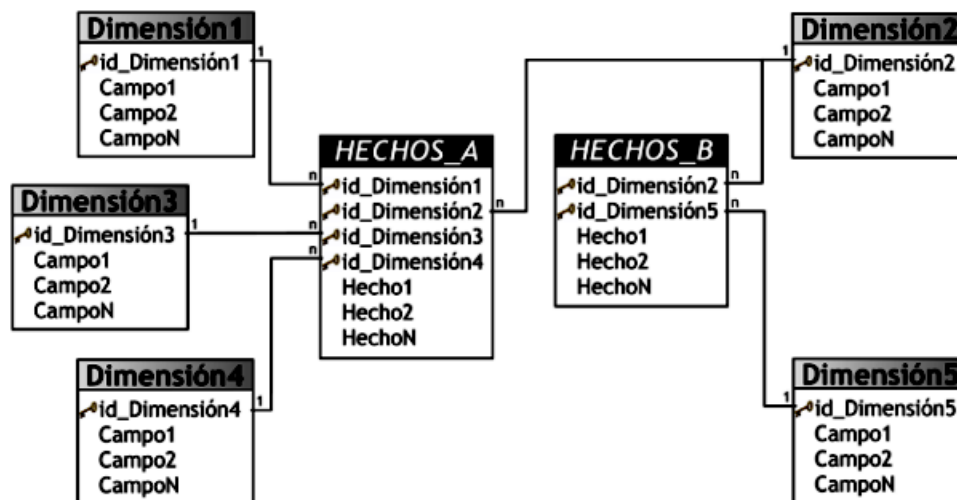 Dimensión1
1
id_Dimensión1
Campo1
Campo2
CampoN
Dimensión3
1
id_Dimensión3
Campo1
Campo2
CampoN
Dimensión4
id_Dimensión4
1
Campo1
Campo2
CampoN
HECHOS_A
n
id_Dimensión1
id_Dimensión2
n
n
id_Dimensión3
n
id_Dimensión4
Hecho1
Hecho2
HechoN
HECHOS_B
id_Dimensión2
n
id_Dimensión5
n
Hecho1
Hecho2
HechoN
Dimensión2
1
id_Dimensión2
Campo1
Campo2
CampoN
Dimensión5
1
id_Dimensión5
Campo1
Campo2
CampoN